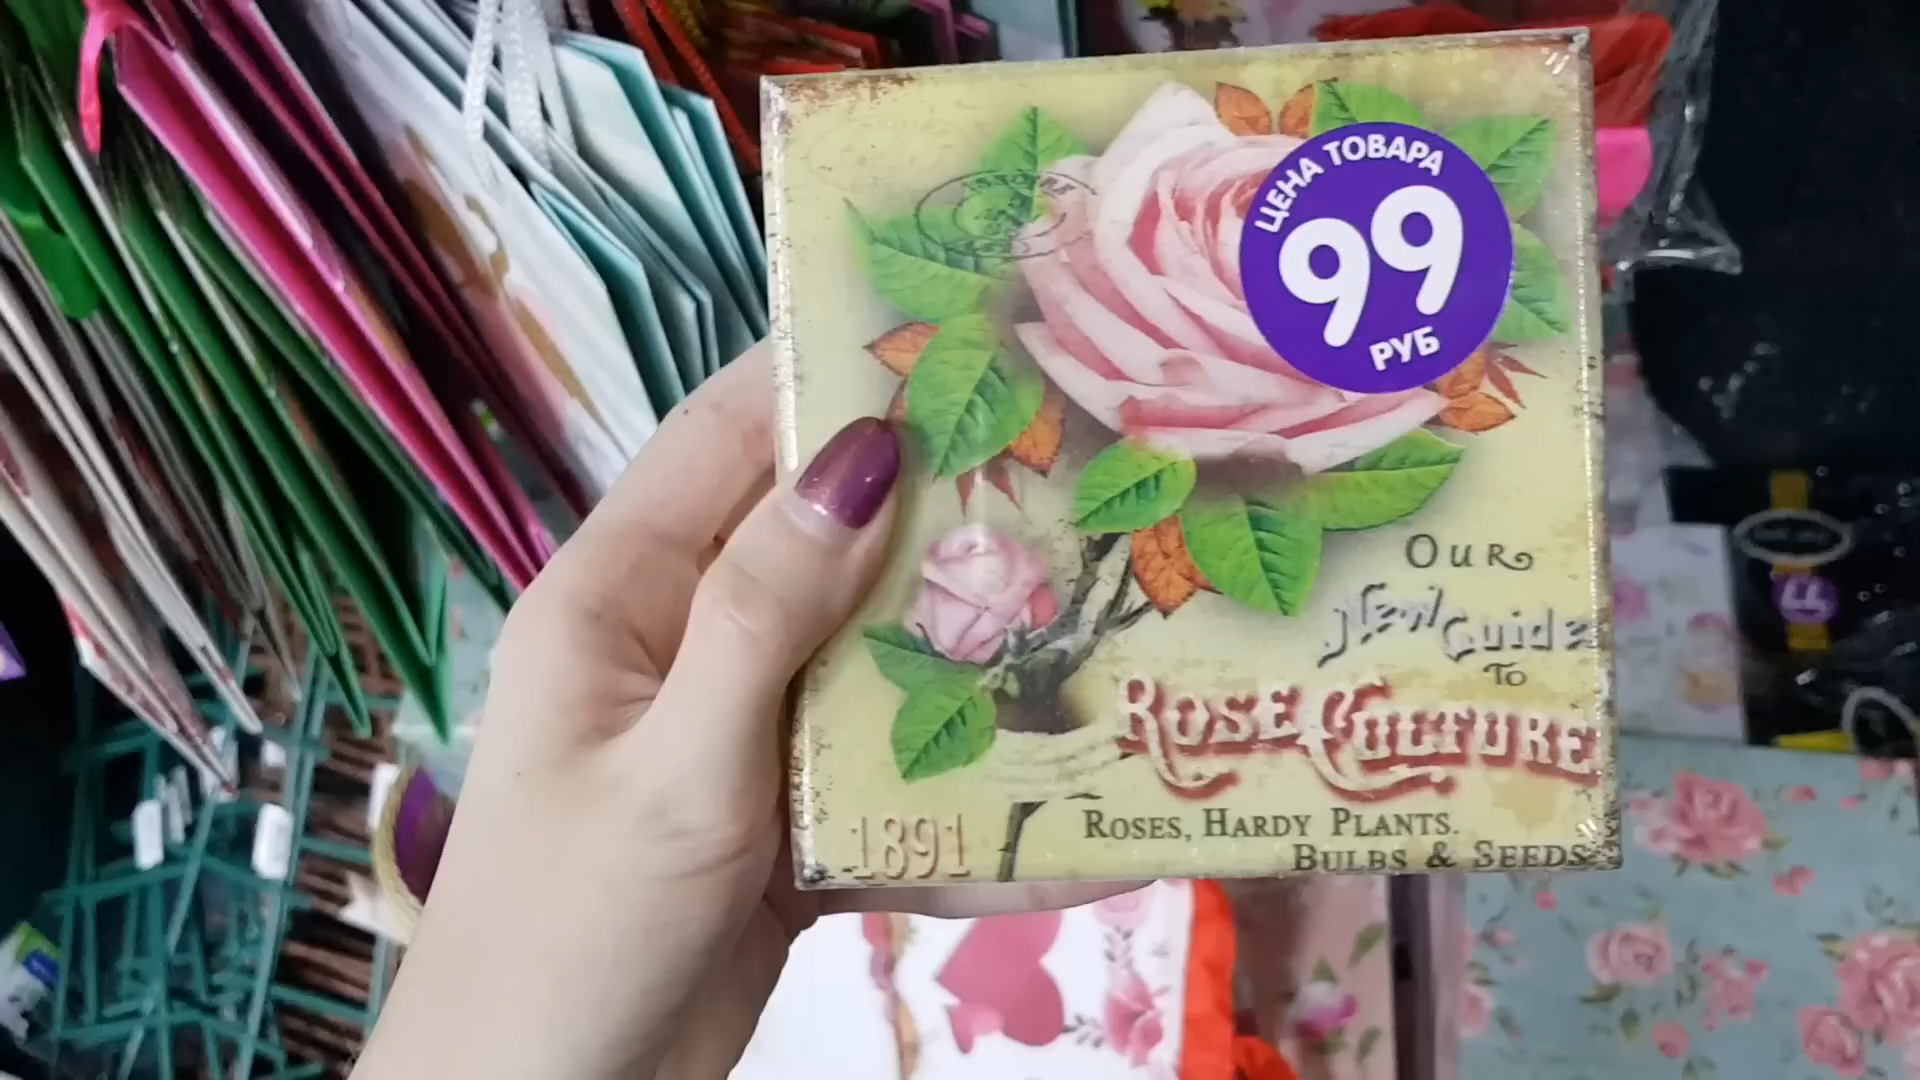 ЦЕНА ТОВАРА
99
РУБ
OUR
New Guide
To
ROSE CULTURE
1891
ROSES, HARDY PLANTS.
BULBS & SEEDS